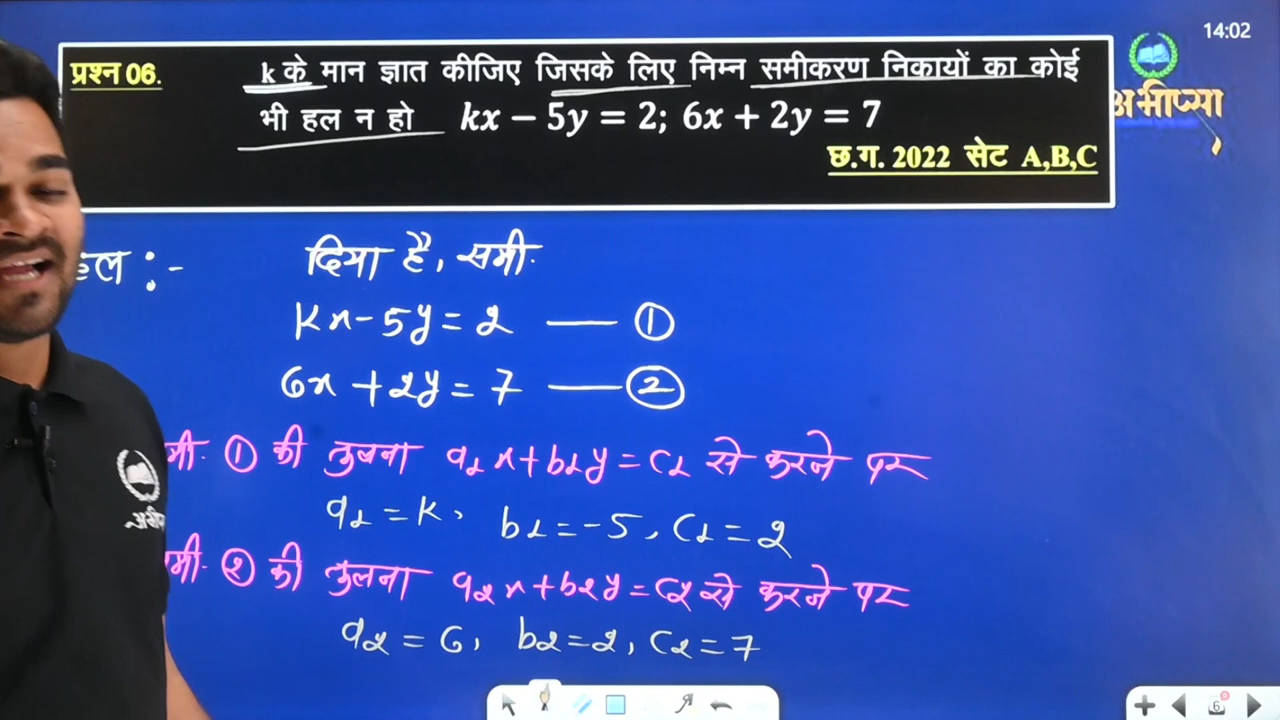 14:02
प्रश्न 06. k के मान ज्ञात कीजिए जिसके लिए निम्न समीकरण निकायों का कोई
भी हल न हो kx − 5y = 2; 6x + 2y = 7
छ.ग. 2022 सेट A,B,C
अभीप्सा
हल :-
दिया है, समी.
kx - 5y = 2 — ①
6x + 2y = 7 — ②
मी. ① की तुलना a₁x + b₁y = c₁ से करने पर
a₁ = k, b₁ = -5, c₁ = 2
मी. ② की तुलना a₂x + b₂y = c₂ से करने पर
a₂ = 6, b₂ = 2, c₂ = 7
6